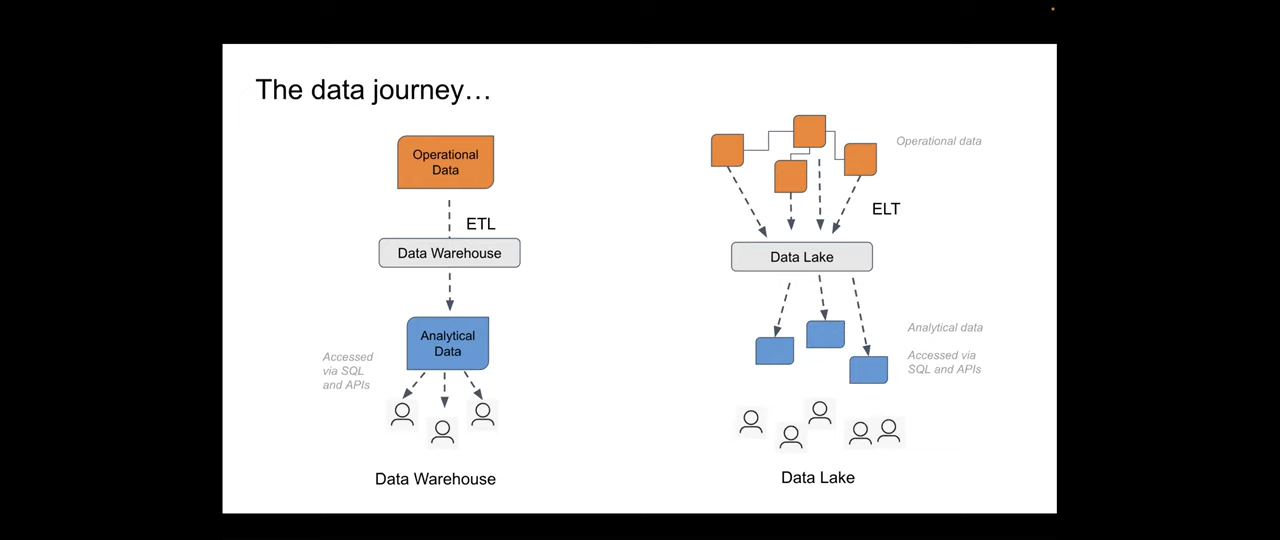 The data journey…
Operational
Data
ETL
Data Warehouse
Analytical
Data
Accessed
via SQL
and APIs
Data Warehouse
Operational data
ELT
Data Lake
Analytical data
Accessed via
SQL and APIs
Data Lake